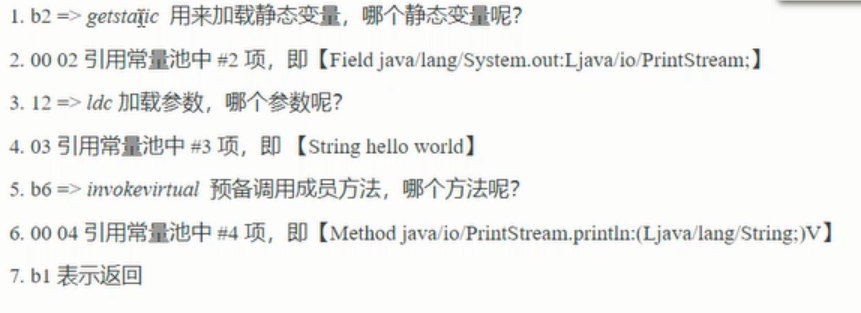 1. b2 => getstatic 用来加载静态变量，哪个静态变量呢？
2. 00 02 引用常量池中 #2 项，即【Field java/lang/System.out:Ljava/io/PrintStream;】
3. 12 => ldc 加载参数，哪个参数呢？
4. 03 引用常量池中 #3 项，即 【String hello world】
5. b6 => invokevirtual 预备调用成员方法，哪个方法呢？
6. 00 04 引用常量池中 #4 项，即【Method java/io/PrintStream.println:(Ljava/lang/String;)V】
7. b1 表示返回